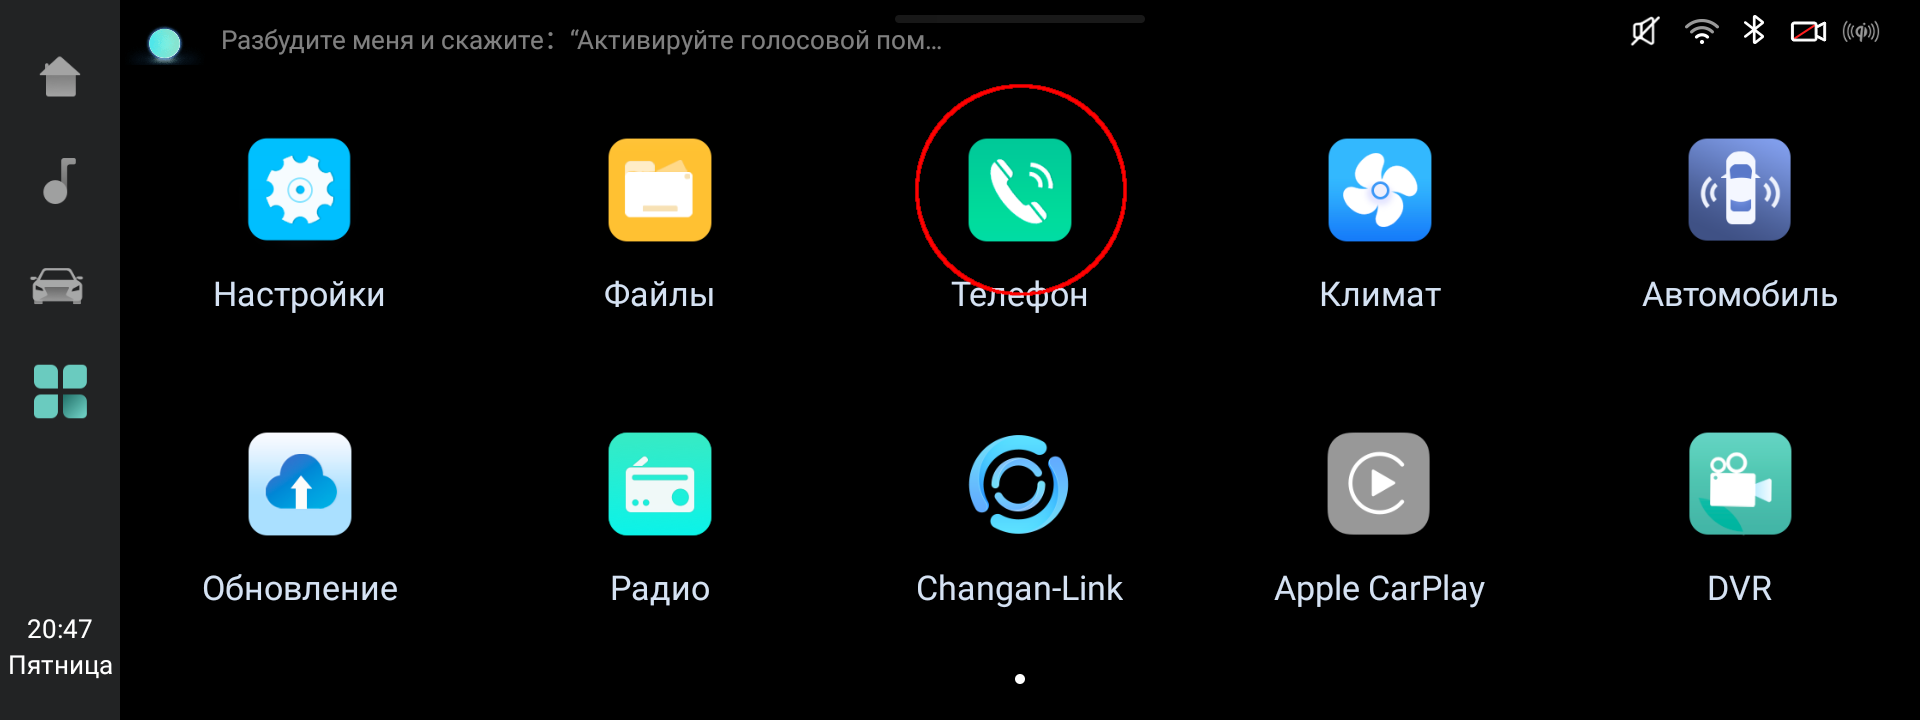 Разбудите меня и скажите: “Активируйте голосовой пом...
Настройки
Файлы
Телефон
Климат
Автомобиль
Обновление
Радио
Changan-Link
Apple CarPlay
DVR
20:47
Пятница